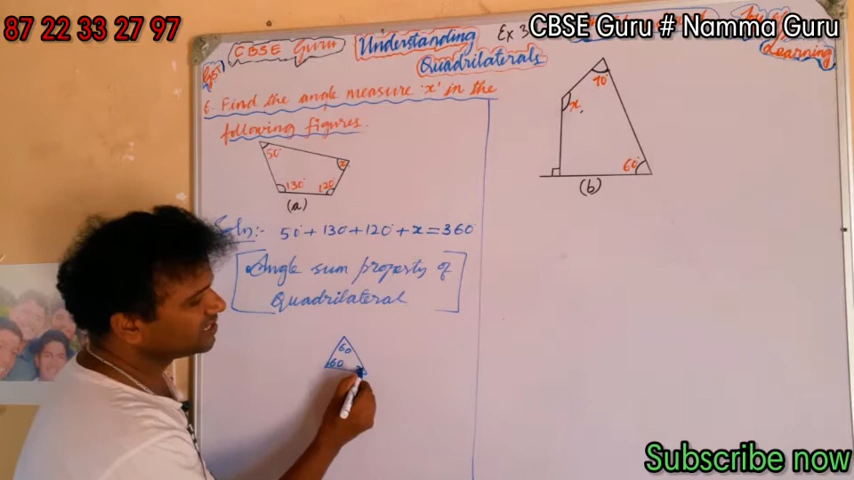 87 22 33 27 97
CBSE Guru # Namma Guru
CBSE Guru
Understanding
Quadrilaterals
Ex 3
Learning
6. Find the angle measure 'x' in the
following figures.
50°
x
130°
120°
(a)
70°
x
60°
(b)
Soln:- 50° + 130° + 120° + x = 360°
Angle sum property of
Quadrilateral
60
60
Subscribe now